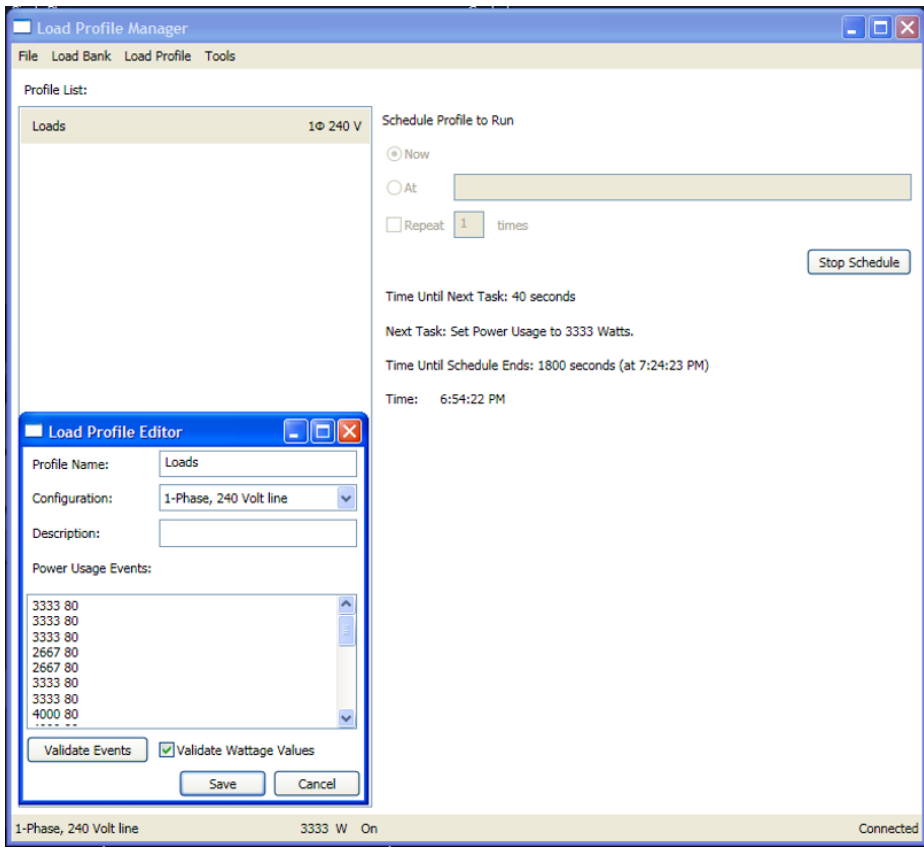 Load Profile Manager
File Load Bank Load Profile Tools
Profile List:
Loads 1Φ 240 V
Schedule Profile to Run
Now
At
Repeat 1 times
Stop Schedule
Time Until Next Task: 40 seconds
Next Task: Set Power Usage to 3333 Watts.
Time Until Schedule Ends: 1800 seconds (at 7:24:23 PM)
Time: 6:54:22 PM
Load Profile Editor
Profile Name: Loads
Configuration: 1-Phase, 240 Volt line
Description:
Power Usage Events:
3333 80
3333 80
3333 80
2667 80
2667 80
3333 80
3333 80
4000 80
Validate Events Validate Wattage Values
Save Cancel
1-Phase, 240 Volt line 3333 W On Connected